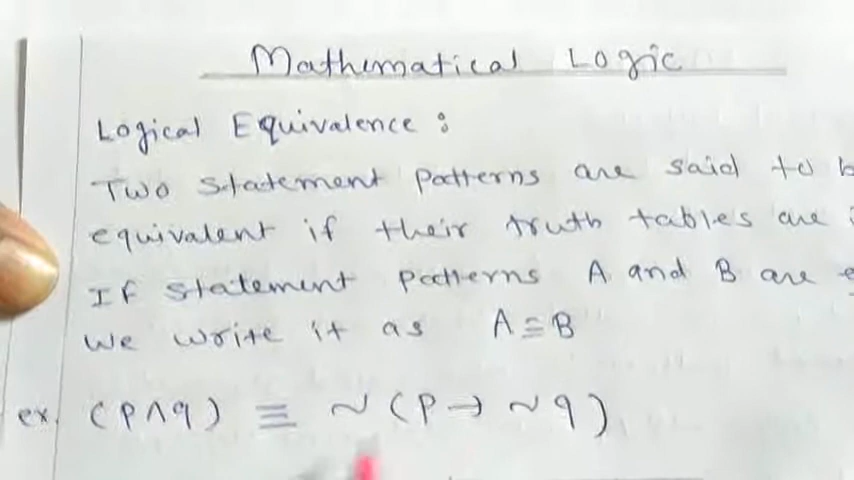 Mathematical Logic
Logical Equivalence :
Two statement patterns are said to
equivalent if their truth tables are
If statement patterns A and B are
We write it as A ≡ B
ex. (p ∧ q) ≡ ~ (p → ~ q)